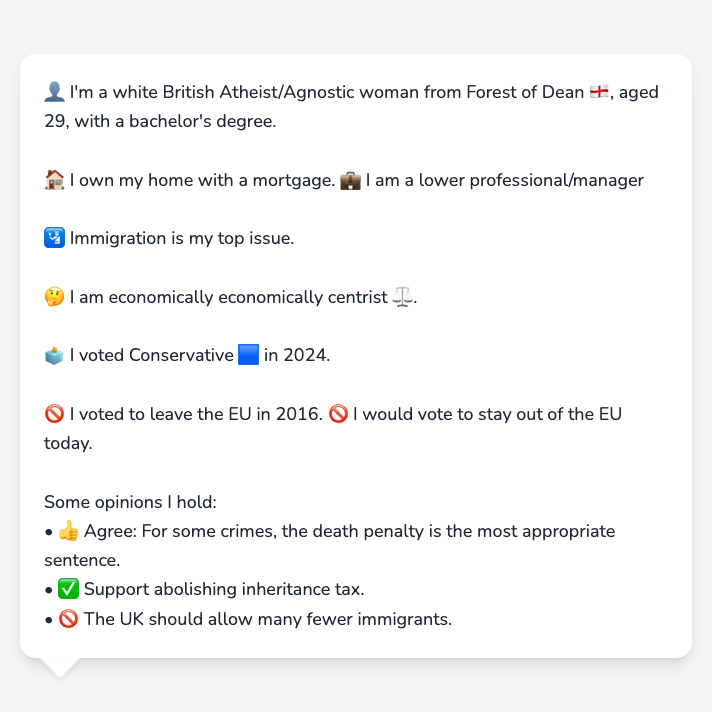 👤 I'm a white British Atheist/Agnostic woman from Forest of Dean 🏴󠁧󠁢󠁥󠁮󠁧󠁿, aged
29, with a bachelor's degree.
🏠 I own my home with a mortgage. 💼 I am a lower professional/manager
🛂 Immigration is my top issue.
🤔 I am economically economically centrist ⚖️.
🗳️ I voted Conservative 🟦 in 2024.
🚫 I voted to leave the EU in 2016. 🚫 I would vote to stay out of the EU
today.
Some opinions I hold:
• 👍 Agree: For some crimes, the death penalty is the most appropriate
sentence.
• ✅ Support abolishing inheritance tax.
• 🚫 The UK should allow many fewer immigrants.